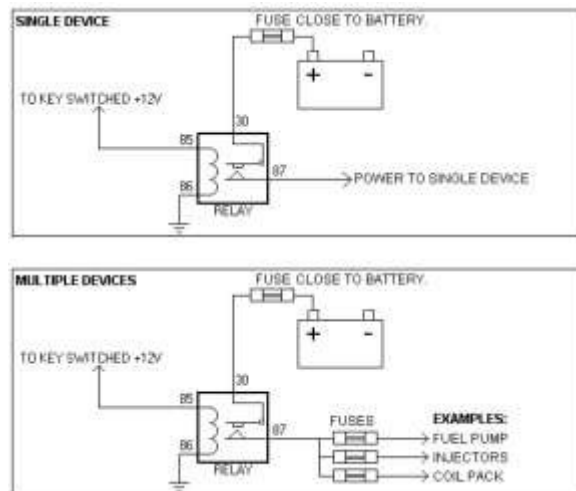 SINGLE DEVICE
FUSE CLOSE TO BATTERY.
+ -
TO KEY SWITCHED +12V
30
85
87
POWER TO SINGLE DEVICE
86
RELAY
MULTIPLE DEVICES
FUSE CLOSE TO BATTERY.
+ -
TO KEY SWITCHED +12V
30
85
87
FUSES
EXAMPLES:
FUEL PUMP
86
INJECTORS
RELAY
COIL PACK